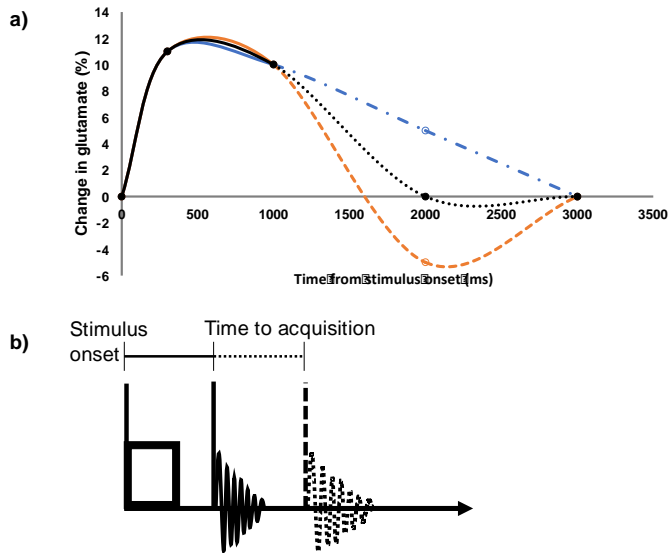 a)
Change in glutamate (%)
14
12
10
8
6
4
2
0
-2
-4
-6
0 500 1000 1500 2000 2500 3000 3500
Time from stimulus onset (ms)
b)
Stimulus onset
Time to acquisition